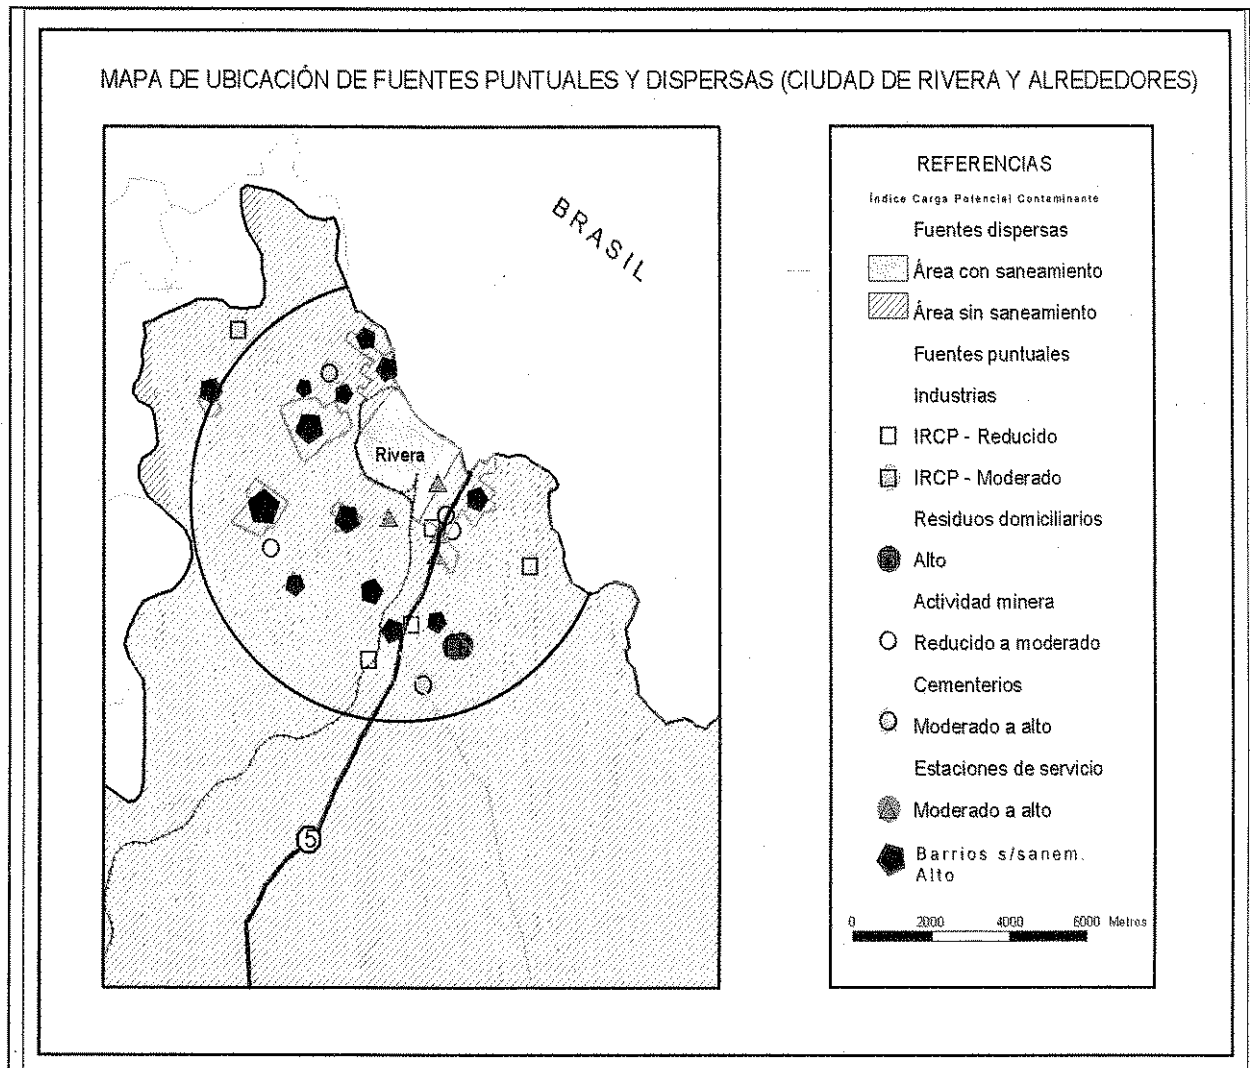 MAPA DE UBICACIÓN DE FUENTES PUNTUALES Y DISPERSAS (CIUDAD DE RIVERA Y ALREDEDORES)
BRASIL
Rivera
5
REFERENCIAS
Índice Carga Potencial Contaminante
Fuentes dispersas
Área con saneamiento
Área sin saneamiento
Fuentes puntuales
Industrias
IRCP - Reducido
IRCP - Moderado
Residuos domiciliarios
Alto
Actividad minera
Reducido a moderado
Cementerios
Moderado a alto
Estaciones de servicio
Moderado a alto
Barrios s/sanem.
Alto
0 2000 4000 6000 Metros